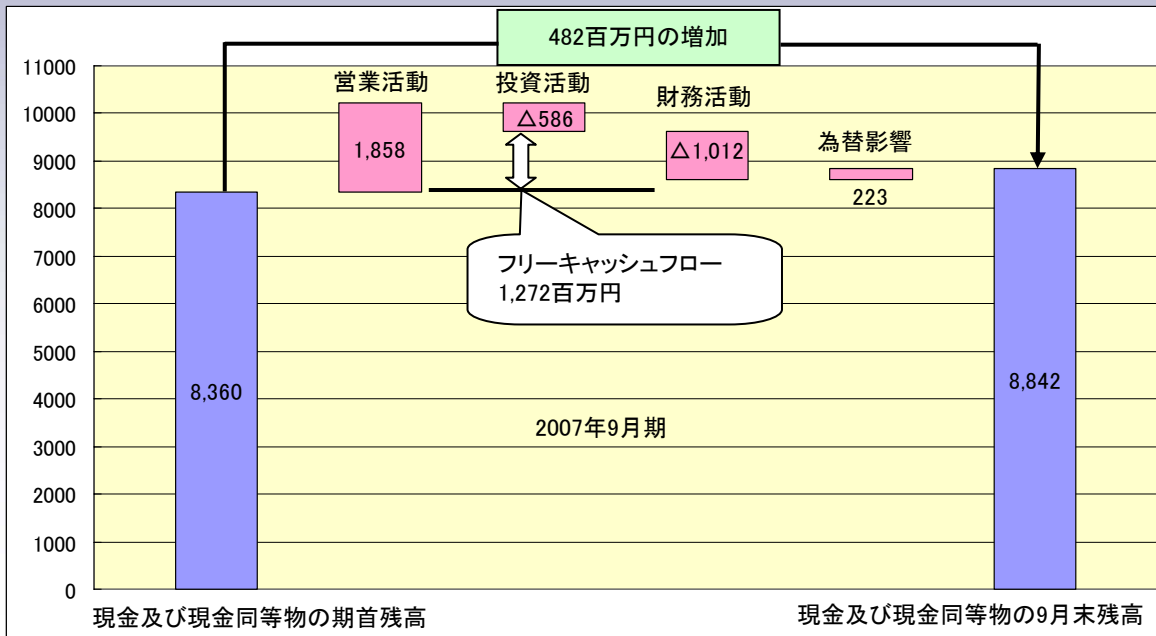 482百万円の増加
11000
10000
9000
8000
7000
6000
5000
4000
3000
2000
1000
0
営業活動
投資活動
財務活動
為替影響
1,858
△586
△1,012
223
フリーキャッシュフロー
1,272百万円
8,360
8,842
2007年9月期
現金及び現金同等物の期首残高
現金及び現金同等物の9月末残高